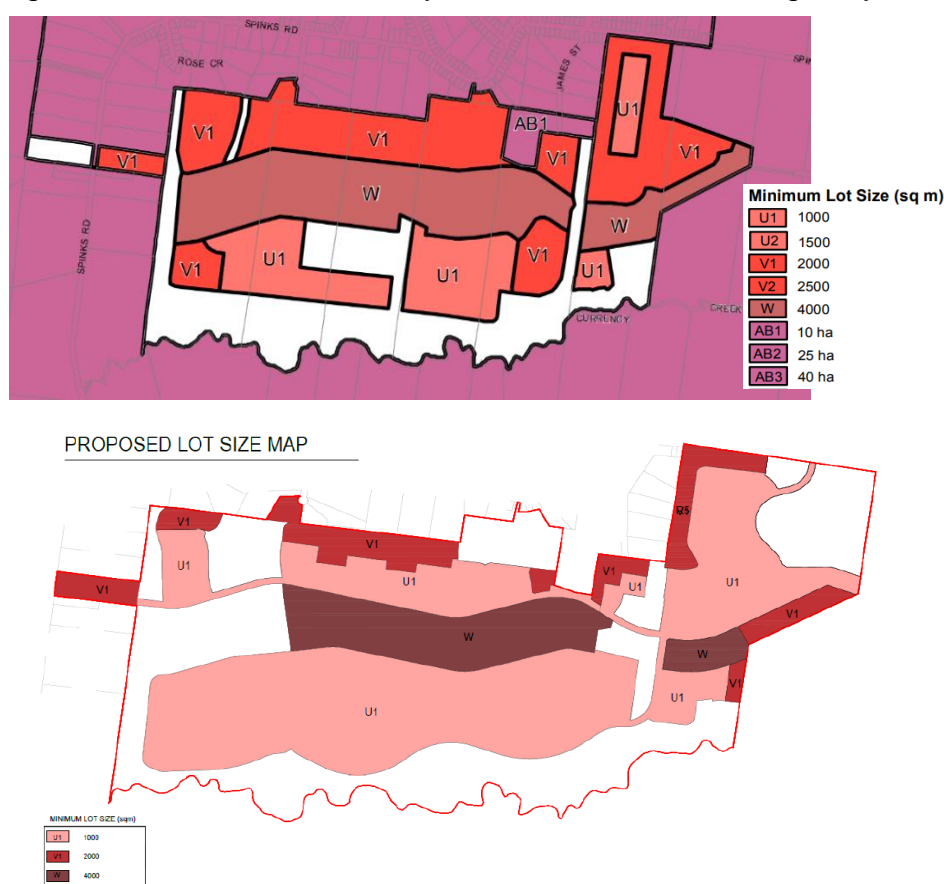 SPINKS RD
ROSE CR
JAMES ST
U1
AB1
V1
V1
V1
V1
V1
W
W
V1
U1
U1
V1
U1
SPINKS RD
CURRENCY
CREEK
Minimum Lot Size (sq m)
U1 1000
U2 1500
V1 2000
V2 2500
W 4000
AB1 10 ha
AB2 25 ha
AB3 40 ha
PROPOSED LOT SIZE MAP
V1
R5
V1
U1
V1
U1
V1
U1
U1
V1
W
W
V1
U1
U1
MINIMUM LOT SIZE (sqm)
U1 1000
V1 2000
W 4000